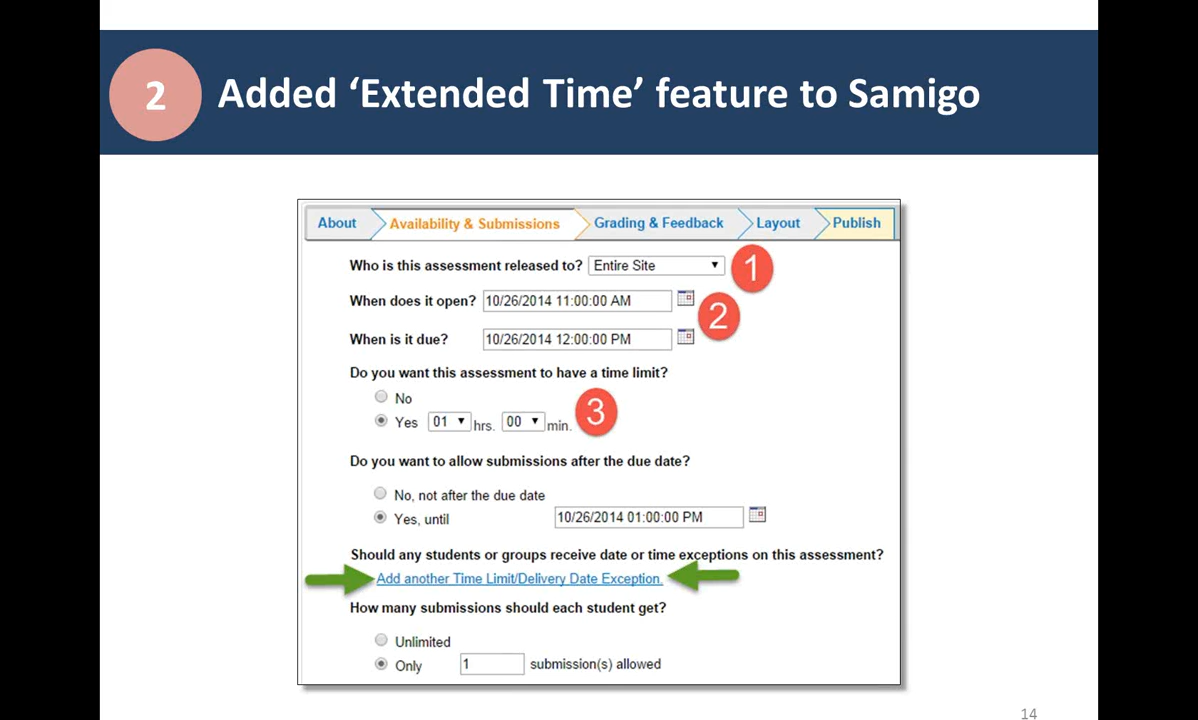 2 Added ‘Extended Time’ feature to Samigo
About Availability & Submissions Grading & Feedback Layout Publish
Who is this assessment released to? Entire Site 1
When does it open? 10/26/2014 11:00:00 AM
2
When is it due? 10/26/2014 12:00:00 PM
Do you want this assessment to have a time limit?
No
Yes 01 hrs. 00 min. 3
Do you want to allow submissions after the due date?
No, not after the due date
Yes, until 10/26/2014 01:00:00 PM
Should any students or groups receive date or time exceptions on this assessment?
Add another Time Limit/Delivery Date Exception.
How many submissions should each student get?
Unlimited
Only 1 submission(s) allowed
14